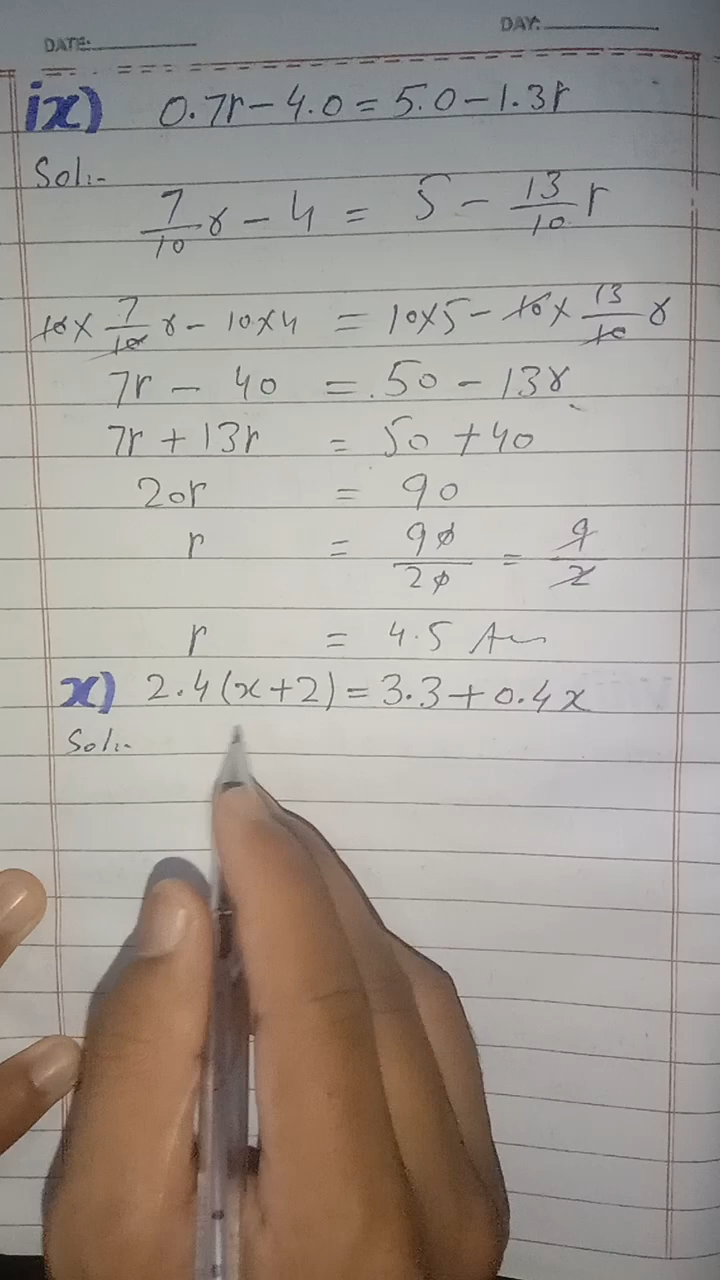 DATE:
DAY:
ix) 0.7r - 4.0 = 5.0 - 1.3r
Sol:-
7/10 r - 4 = 5 - 13/10 r
10 × 7/10 r - 10×4 = 10×5 - 10 × 13/10 r
7r - 40 = 50 - 13r
7r + 13r = 50 + 40
20r = 90
r = 90/20 = 9/2
r = 4.5 Ans
x) 2.4(x+2) = 3.3 + 0.4x
Sol:-